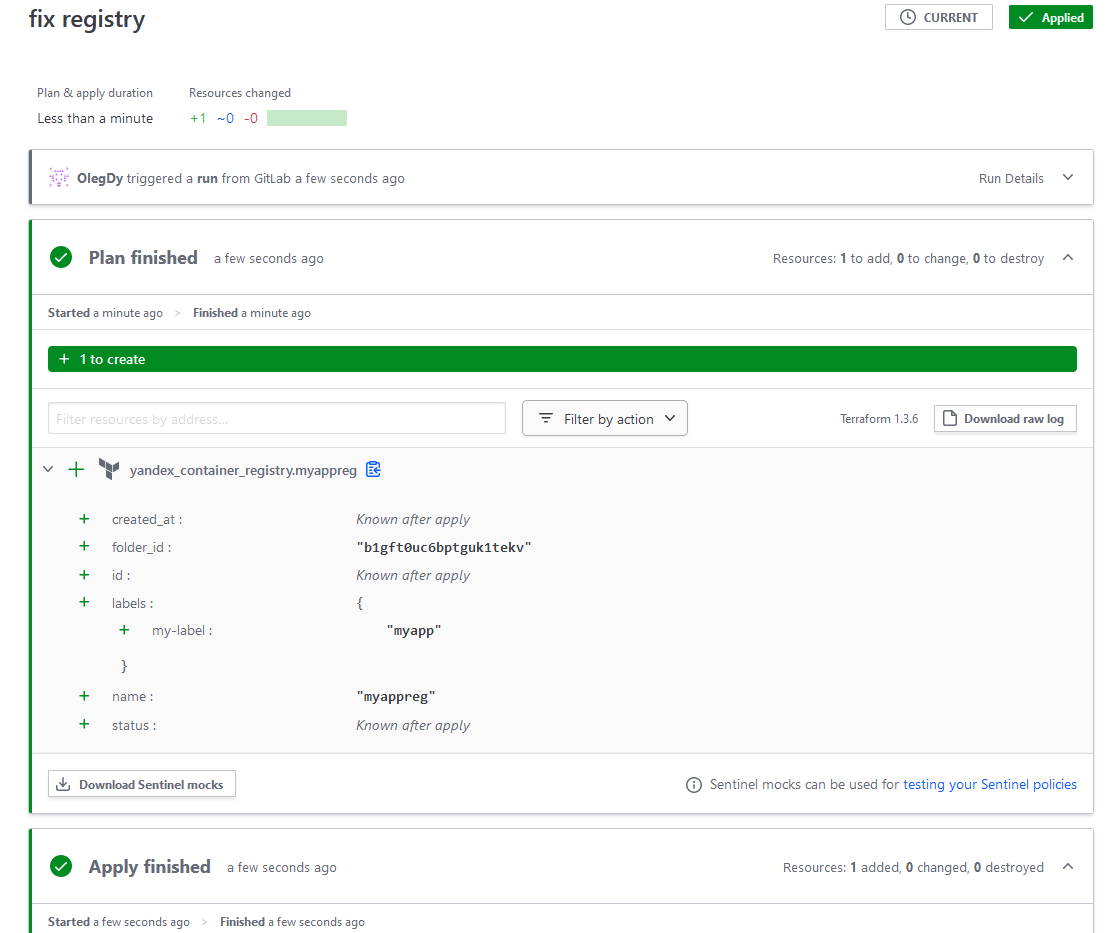 fix registry
CURRENT
Applied
Plan & apply duration
Resources changed
Less than a minute
+1 ~0 -0
OlegDy triggered a run from GitLab a few seconds ago
Run Details
Plan finished a few seconds ago
Resources: 1 to add, 0 to change, 0 to destroy
Started a minute ago > Finished a minute ago
+ 1 to create
Filter resources by address...
Filter by action
Terraform 1.3.6
Download raw log
+ yandex_container_registry.myappreg
+ created_at : Known after apply
+ folder_id : "b1gft0uc6bptguk1tekv"
+ id : Known after apply
+ labels : {
+ my-label : "myapp"
}
+ name : "myappreg"
+ status : Known after apply
Download Sentinel mocks
Sentinel mocks can be used for testing your Sentinel policies
Apply finished a few seconds ago
Resources: 1 added, 0 changed, 0 destroyed
Started a few seconds ago > Finished a few seconds ago